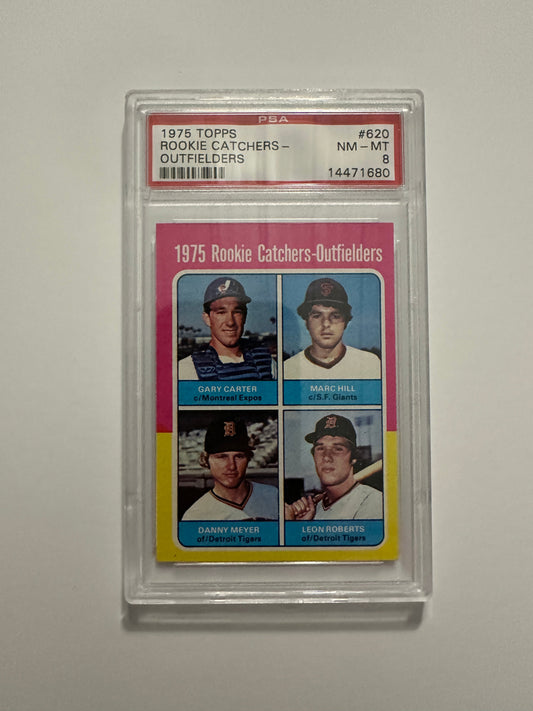 PSA
1975 TOPPS #620
ROOKIE CATCHERS- NM-MT
OUTFIELDERS 8
14471680
1975 Rookie Catchers-Outfielders
GARY CARTER
c/Montreal Expos
MARC HILL
c/S.F. Giants
DANNY MEYER
of/Detroit Tigers
LEON ROBERTS
of/Detroit Tigers